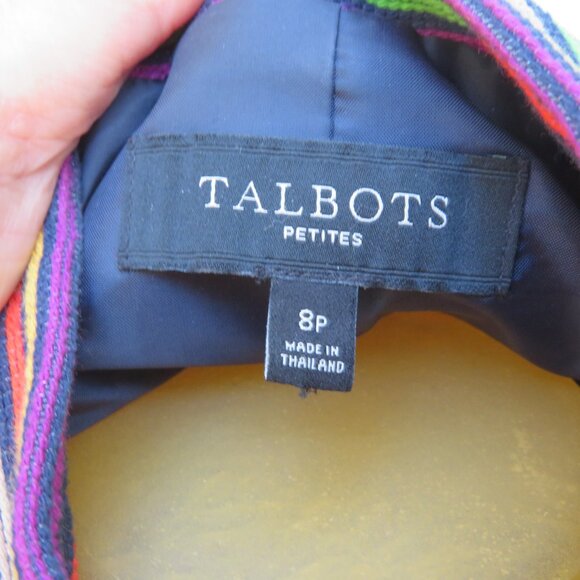 TALBOTS
PETITES
8P
MADE IN
THAILAND